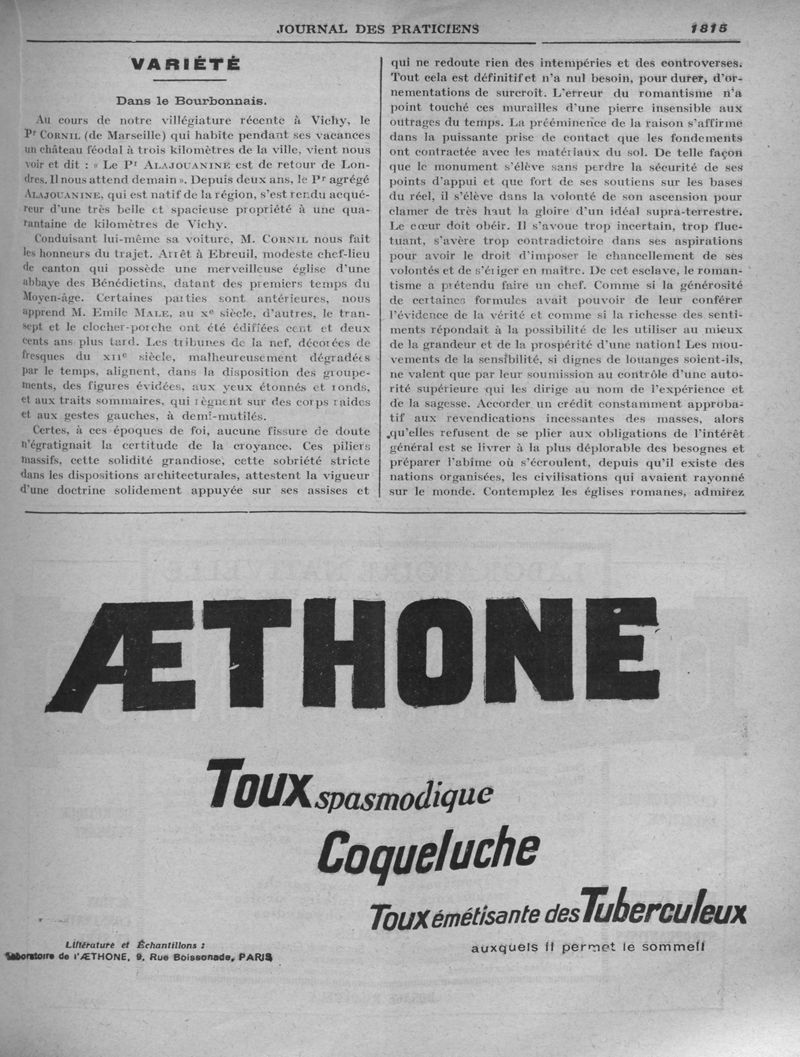 JOURNAL DES PRATICIENS 1815
VARIÉTÉ
Dans le Bourbonnais.
Au cours de notre villégiature récente à Vichy, le
Pr CORNIL (de Marseille) qui habite pendant ses vacances
un château féodal à trois kilomètres de la ville, vient nous
voir et dit : « Le Pr ALAJOUANINE est de retour de Lon-
dres. Il nous attend demain ». Depuis deux ans, le Pr agrégé
ALAJOUANINE, qui est natif de la région, s'est rendu acqué-
reur d'une très belle et spacieuse propriété à une qua-
rantaine de kilomètres de Vichy.
Conduisant lui-même sa voiture, M. CORNIL nous fait
les honneurs du trajet. Arrêt à Ebreuil, modeste chef-lieu
de canton qui possède une merveilleuse église d'une
abbaye des Bénédictins, datant des premiers temps du
Moyen-âge. Certaines parties sont antérieures, nous
apprend M. Emile MALE, au xe siècle, d'autres, le tran-
sept et le clocher-porche ont été édifiées cent et deux
cents ans plus tard. Les tribunes de la nef, décorées de
fresques du XIIe siècle, malheureusement dégradées
par le temps, alignent, dans la disposition des groupe-
ments, des figures évidées, aux yeux étonnés et ronds,
et aux traits sommaires, qui règnent sur des corps raides
et aux gestes gauches, à demi-mutilés.
Certes, à ces époques de foi, aucune fissure de doute
n'égratignait la certitude de la croyance. Ces piliers
massifs, cette solidité grandiose, cette sobriété stricte
dans les dispositions architecturales, attestent la vigueur
d'une doctrine solidement appuyée sur ses assises et
qui ne redoute rien des intempéries et des controverses.
Tout cela est définitif et n'a nul besoin, pour durer, d'or-
nementations de surcroît. L'erreur du romantisme n'a
point touché ces murailles d'une pierre insensible aux
outrages du temps. La prééminence de la raison s'affirme
dans la puissante prise de contact que les fondements
ont contractée avec les matériaux du sol. De telle façon
que le monument s'élève sans perdre la sécurité de ses
points d'appui et que fort de ses soutiens sur les bases
du réel, il s'élève dans la volonté de son ascension pour
clamer de très haut la gloire d'un idéal supra-terrestre.
Le cœur doit obéir. Il s'avoue trop incertain, trop fluc-
tuant, s'avère trop contradictoire dans ses aspirations
pour avoir le droit d'imposer le chancellement de ses
volontés et de s'ériger en maître. De cet esclave, le roman-
tisme a prétendu faire un chef. Comme si la générosité
de certaines formules avait pouvoir de leur conférer
l'évidence de la vérité et comme si la richesse des senti-
ments répondait à la possibilité de les utiliser au mieux
de la grandeur et de la prospérité d'une nation! Les mou-
vements de la sensibilité, si dignes de louanges soient-ils,
ne valent que par leur soumission au contrôle d'une auto-
rité supérieure qui les dirige au nom de l'expérience et
de la sagesse. Accorder un crédit constamment approba-
tif aux revendications incessantes des masses, alors
qu'elles refusent de se plier aux obligations de l'intérêt
général est se livrer à la plus déplorable des besognes et
préparer l'abîme où s'écroulent, depuis qu'il existe des
nations organisées, les civilisations qui avaient rayonné
sur le monde. Contemplez les églises romanes, admirez
ÆTHONE
Toux spasmodique
Coqueluche
Toux émétisante des Tuberculeux
auxquels il permet le sommeil
Littérature et Échantillons :
Laboratoire de l'ÆTHONE, 9, Rue Boissonade, PARIS